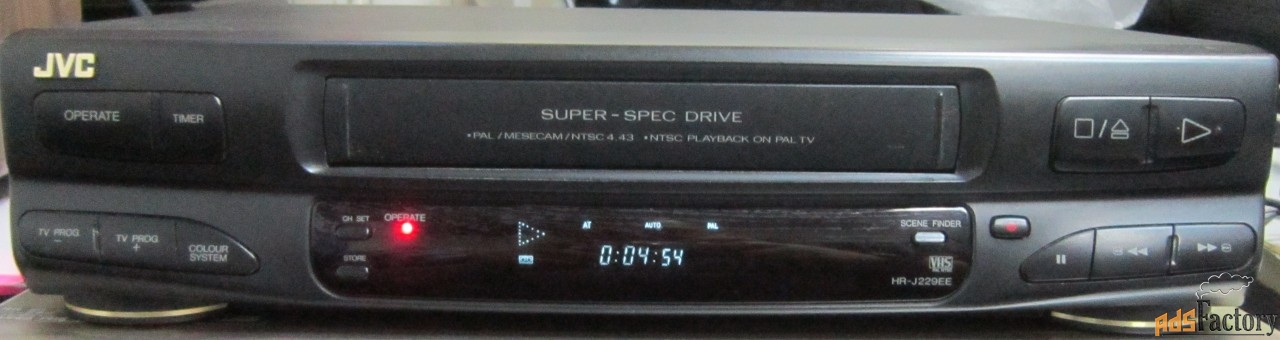 JVC
OPERATE
TIMER
SUPER-SPEC DRIVE
•PAL/MESECAM/NTSC 4.43 •NTSC PLAYBACK ON PAL TV
TV PROG
−
TV PROG
+
COLOUR
SYSTEM
CH SET
OPERATE
STORE
AT
AUTO
PAL
0:04:54
SCENE FINDER
VHS
HR-J229EE
AdsFactory